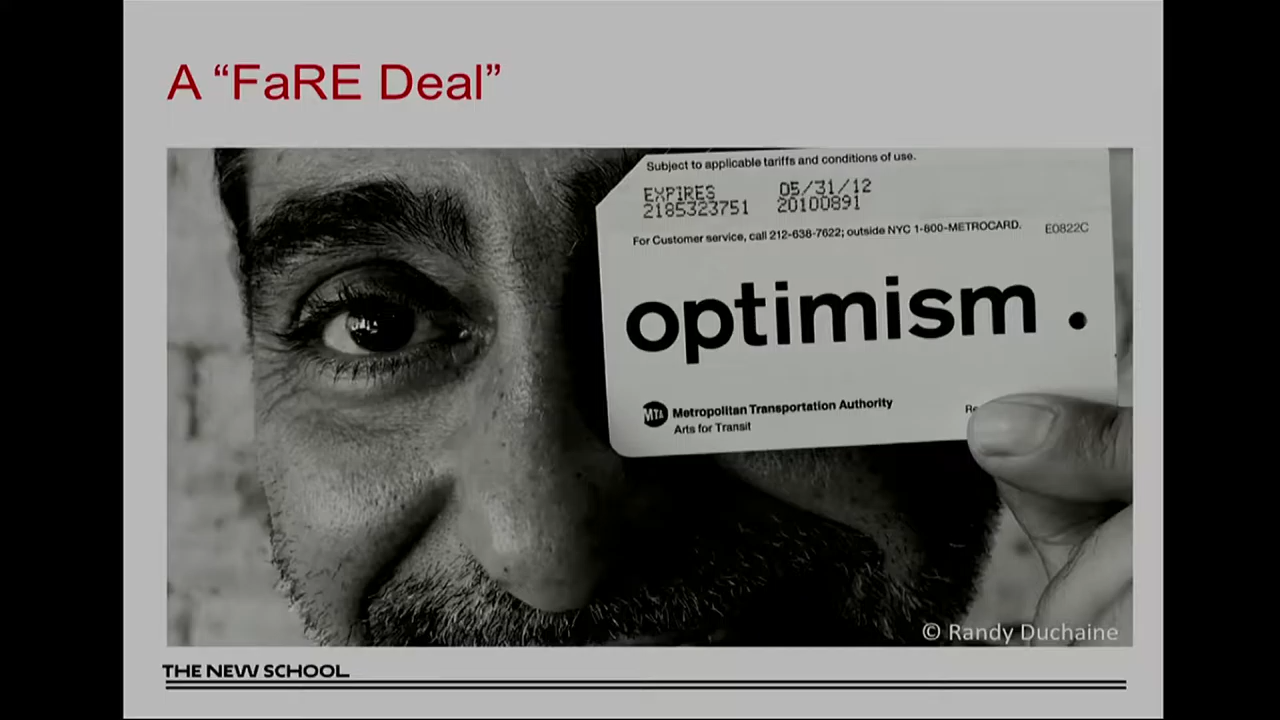 A “FaRE Deal”
Subject to applicable tariffs and conditions of use.
EXPIRES 05/31/12
2185323751 20100891
For Customer service, call 212-638-7622; outside NYC 1-800-METROCARD. E0822C
optimism .
MTA Metropolitan Transportation Authority
Arts for Transit
© Randy Duchaine
THE NEW SCHOOL